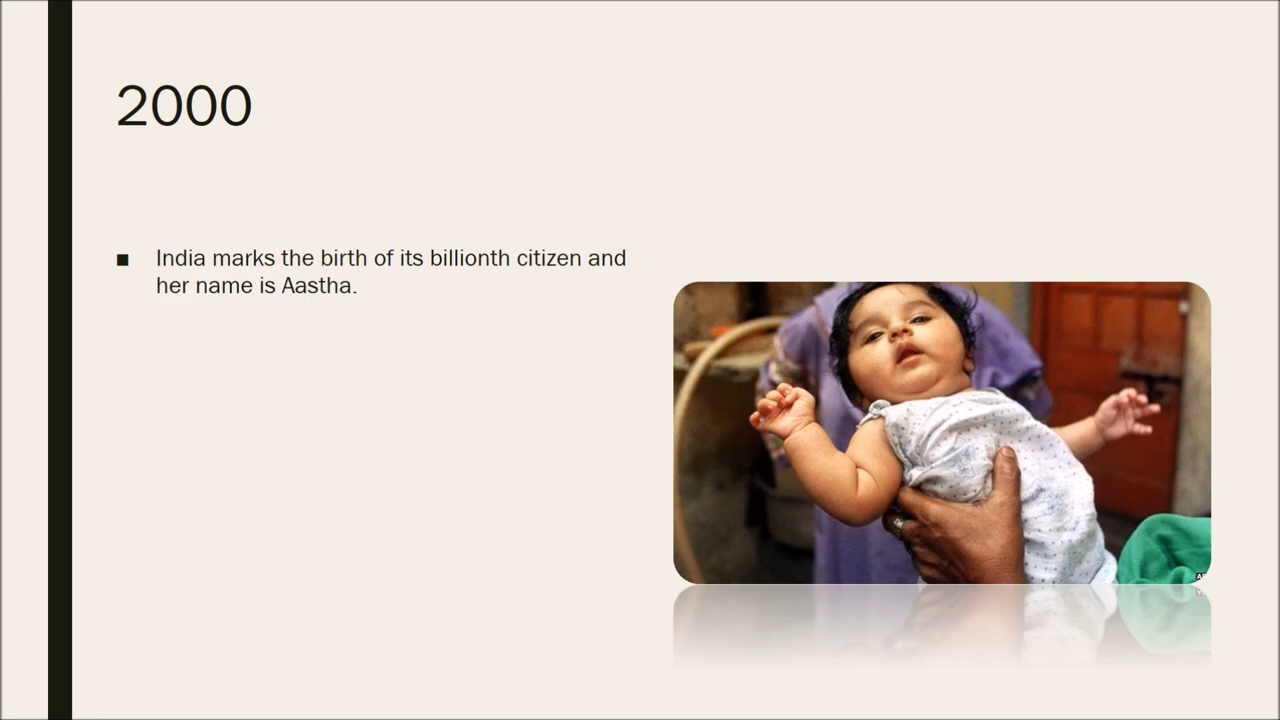 2000
■ India marks the birth of its billionth citizen and
her name is Aastha.